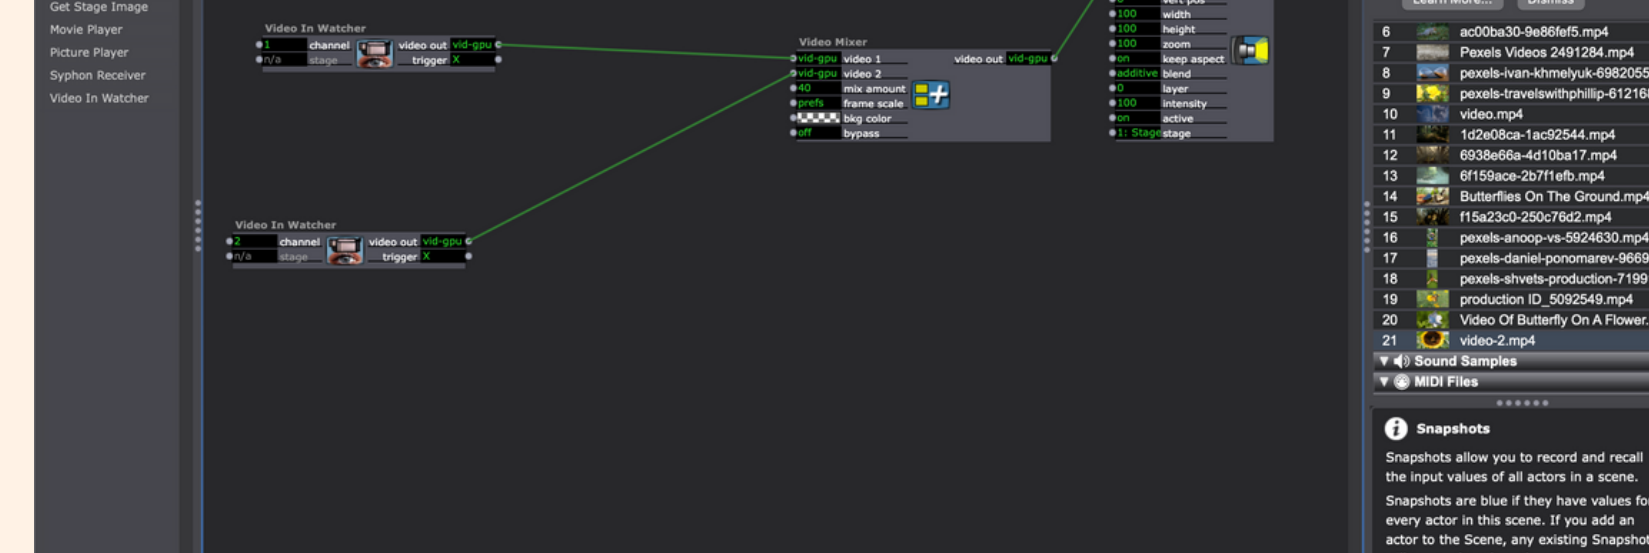 Get Stage Image
Movie Player
Picture Player
Syphon Receiver
Video In Watcher
Video In Watcher
1 channel video out vid-gpu
n/a stage trigger X
Video In Watcher
2 channel video out vid-gpu
n/a stage trigger X
Video Mixer
vid-gpu video 1 video out vid-gpu
vid-gpu video 2
40 mix amount
prefs frame scale
bkg color
off bypass
vert pos
100 width
100 height
100 zoom
on keep aspect
additive blend
0 layer
100 intensity
on active
1: Stage stage
Learn More... Dismiss
6 ac00ba30-9e86fef5.mp4
7 Pexels Videos 2491284.mp4
8 pexels-ivan-khmelyuk-6982055
9 pexels-travelswithphillip-61216
10 video.mp4
11 1d2e08ca-1ac92544.mp4
12 6938e66a-4d10ba17.mp4
13 6f159ace-2b7f1efb.mp4
14 Butterflies On The Ground.mp4
15 f15a23c0-250c76d2.mp4
16 pexels-anoop-vs-5924630.mp4
17 pexels-daniel-ponomarev-9669
18 pexels-shvets-production-7199
19 production ID_5092549.mp4
20 Video Of Butterfly On A Flower.
21 video-2.mp4
Sound Samples
MIDI Files
Snapshots
Snapshots allow you to record and recall
the input values of all actors in a scene.
Snapshots are blue if they have values for
every actor in this scene. If you add an
actor to the Scene, any existing Snapshot